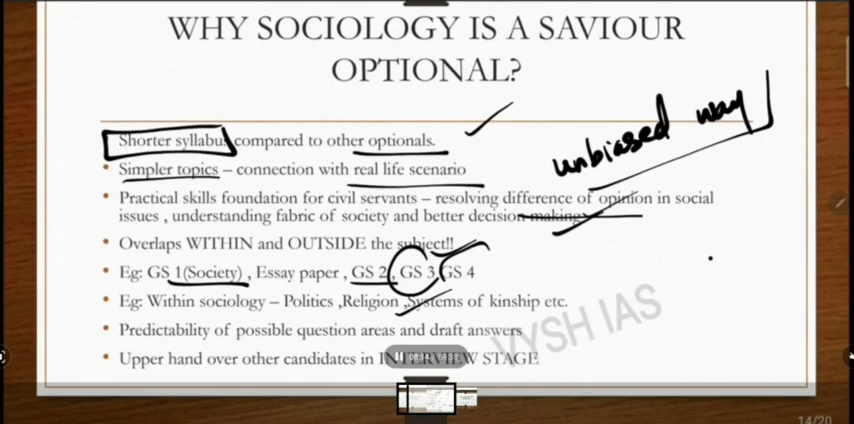 WHY SOCIOLOGY IS A SAVIOUR
OPTIONAL?
unbiased way
Shorter syllabus compared to other optionals.
• Simpler topics – connection with real life scenario
• Practical skills foundation for civil servants – resolving difference of opinion in social
issues , understanding fabric of society and better decision making
• Overlaps WITHIN and OUTSIDE the subject!!
• Eg: GS 1(Society) , Essay paper , GS 2 , GS 3, GS 4
• Eg: Within sociology – Politics ,Religion ,Systems of kinship etc.
• Predictability of possible question areas and draft answers
• Upper hand over other candidates in INTERVIEW STAGE
VYSH IAS
14/20